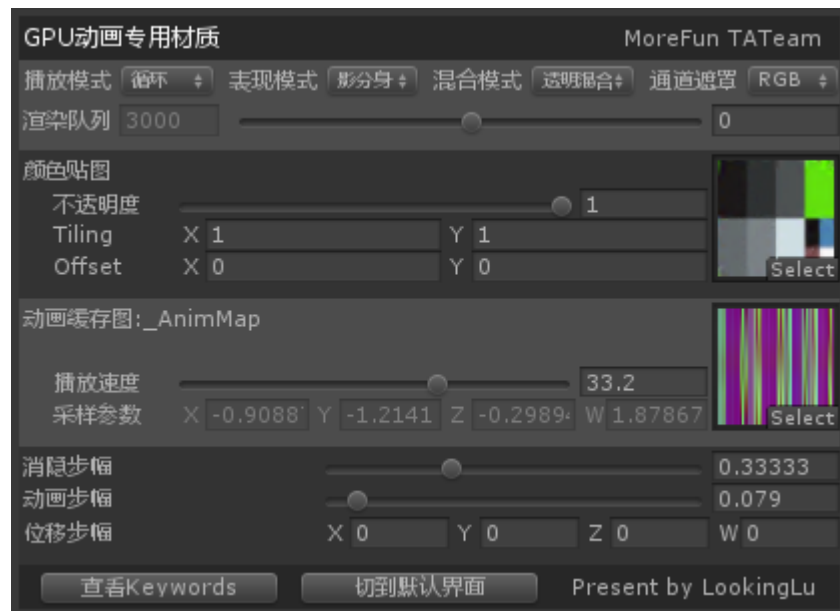 GPU动画专用材质 MoreFun TATeam
播放模式 循环 表现模式 影分身 混合模式 透明混合 通道遮罩 RGB
渲染队列 3000 0
颜色贴图
不透明度 1
Tiling X 1 Y 1
Offset X 0 Y 0
Select
动画缓存图:_AnimMap
播放速度 33.2
采样参数 X -0.9088 Y -1.2141 Z -0.2989 W 1.87867
Select
消隐步幅 0.33333
动画步幅 0.079
位移步幅 X 0 Y 0 Z 0 W 0
查看Keywords 切到默认界面 Present by LookingLu